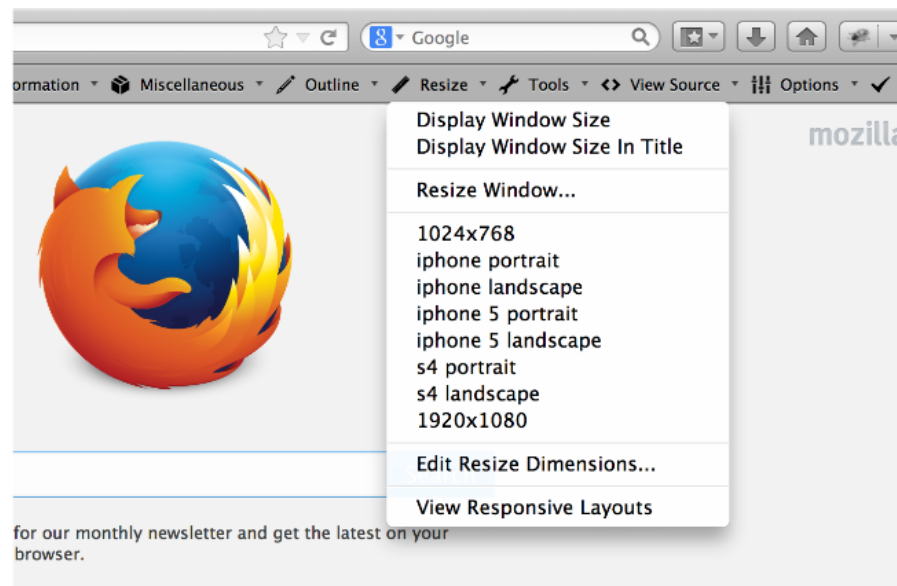 8 Google
ormation Miscellaneous Outline Resize Tools View Source Options
Display Window Size
Display Window Size In Title
mozilla
Resize Window...
1024x768
iphone portrait
iphone landscape
iphone 5 portrait
iphone 5 landscape
s4 portrait
s4 landscape
1920x1080
Edit Resize Dimensions...
Search
View Responsive Layouts
for our monthly newsletter and get the latest on your
browser.